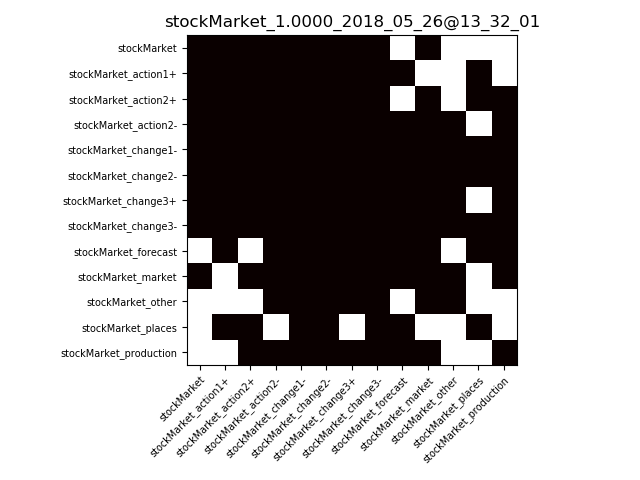 stockMarket_1.0000_2018_05_26@13_32_01
stockMarket
stockMarket_action1+
stockMarket_action2+
stockMarket_action2-
stockMarket_change1-
stockMarket_change2-
stockMarket_change3+
stockMarket_change3-
stockMarket_forecast
stockMarket_market
stockMarket_other
stockMarket_places
stockMarket_production
stockMarket
stockMarket_action1+
stockMarket_action2+
stockMarket_action2-
stockMarket_change1-
stockMarket_change2-
stockMarket_change3+
stockMarket_change3-
stockMarket_forecast
stockMarket_market
stockMarket_other
stockMarket_places
stockMarket_production